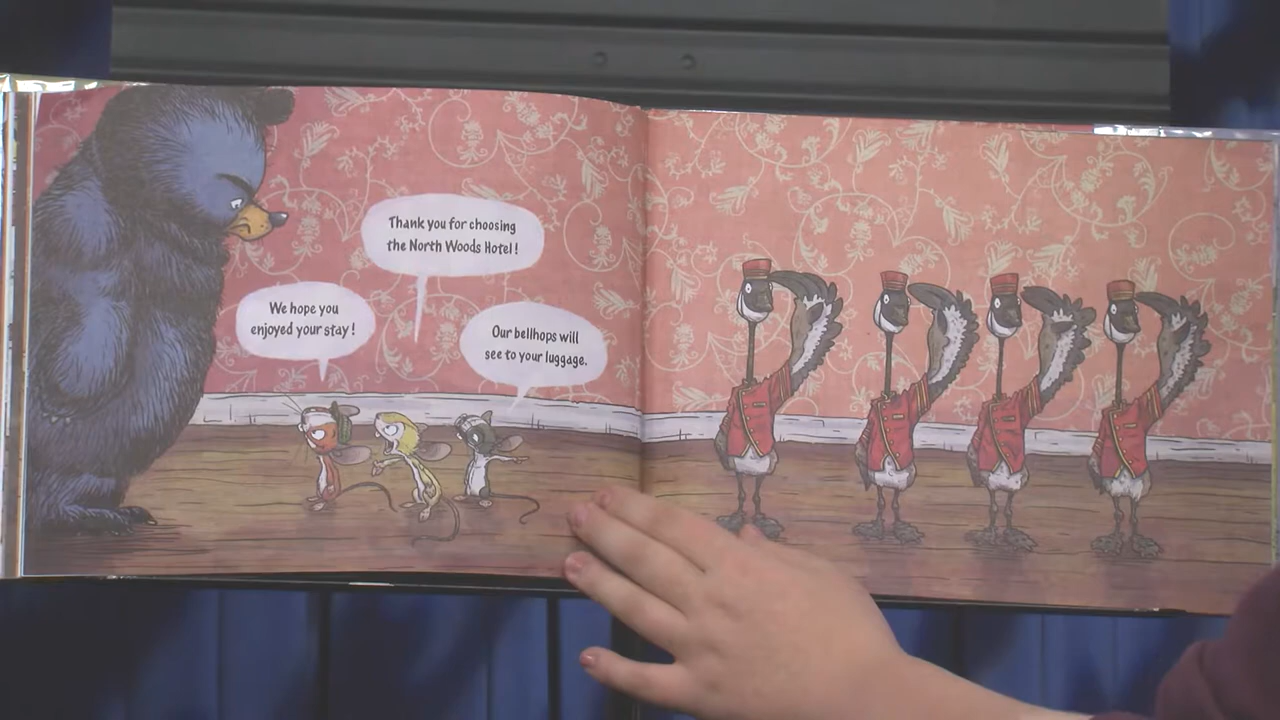 Thank you for choosing
the North Woods Hotel!
We hope you
enjoyed your stay!
Our bellhops will
see to your luggage.